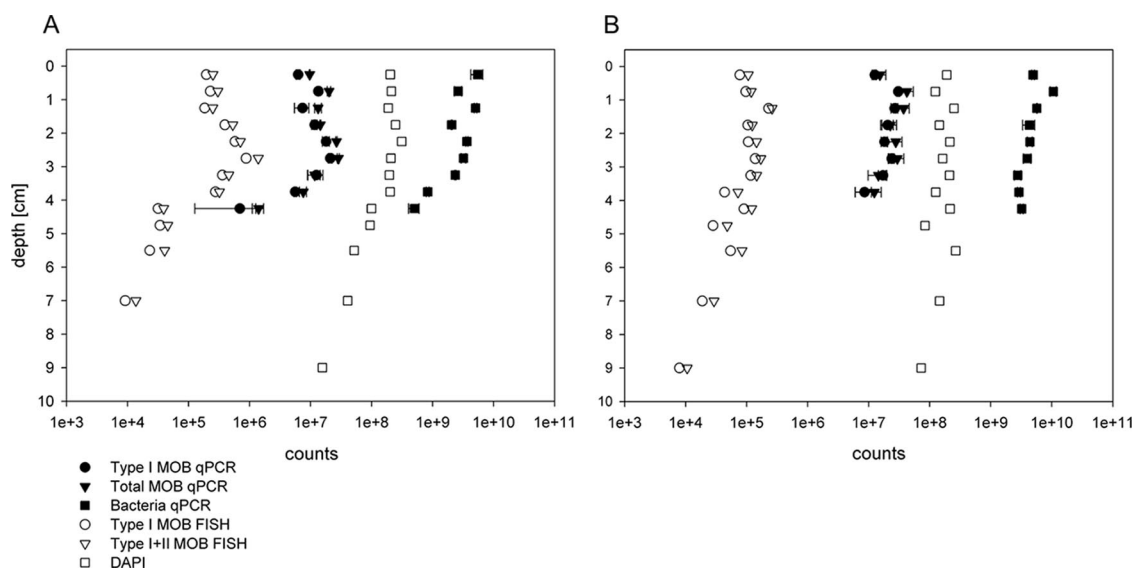 A
B
0
1
2
3
4
5
6
7
8
9
10
depth [cm]
1e+3 1e+4 1e+5 1e+6 1e+7 1e+8 1e+9 1e+10 1e+11
counts
0
1
2
3
4
5
6
7
8
9
10
1e+3 1e+4 1e+5 1e+6 1e+7 1e+8 1e+9 1e+10 1e+11
counts
Type I MOB qPCR
Total MOB qPCR
Bacteria qPCR
Type I MOB FISH
Type I+II MOB FISH
DAPI